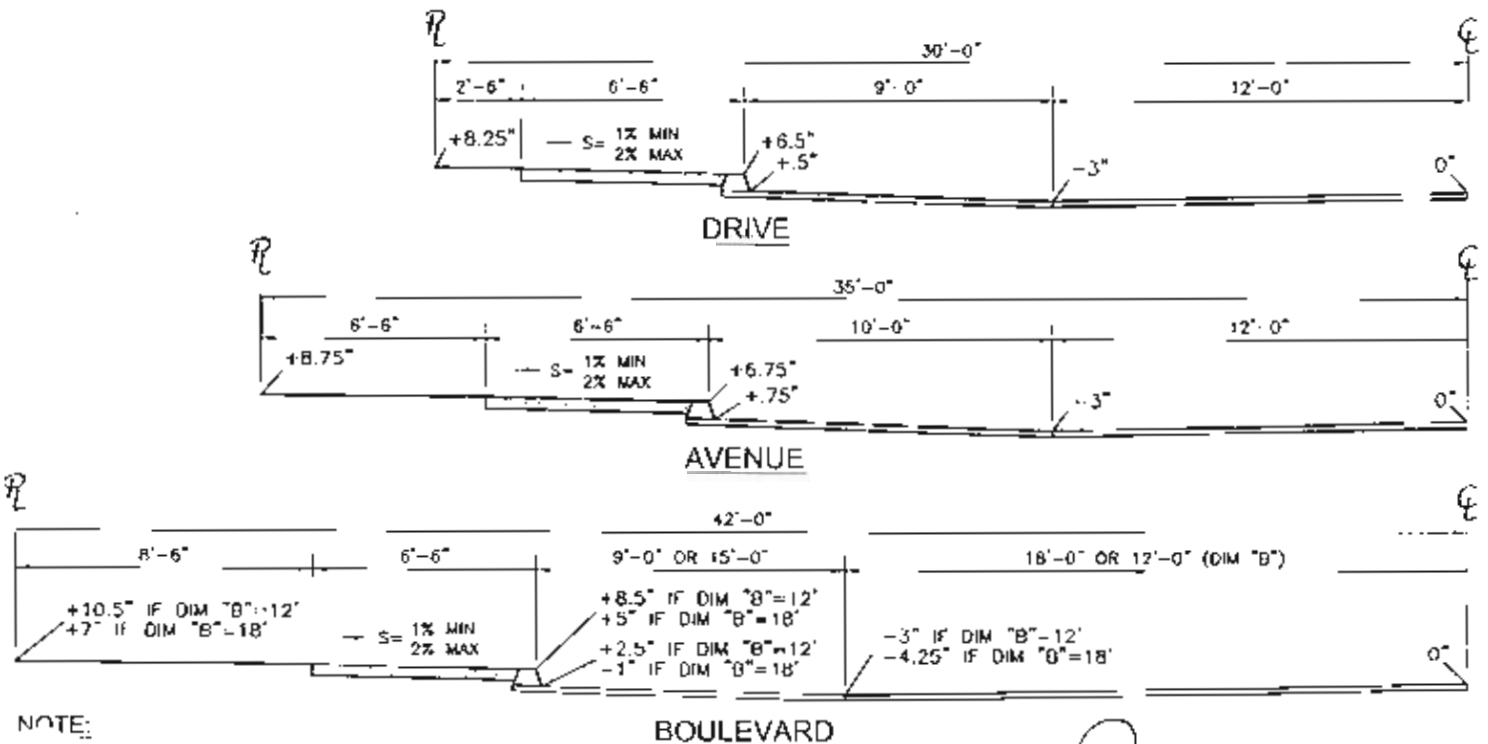 30'-0"
2'-6" 6'-6" 9'-0" 12'-0"
+8.25" S= 1% MIN
2% MAX
+6.5"
+.5"
-3"
0"
DRIVE
35'-0"
6'-6" 6'-6" 10'-0" 12'-0"
+8.75" S= 1% MIN
2% MAX
+6.75"
+.75"
-3"
0"
AVENUE
42'-0"
8'-6" 6'-6" 9'-0" OR 15'-0" 18'-0" OR 12'-0" (DIM "B")
+10.5" IF DIM "B"=12'
+7" IF DIM "B"=18'
S= 1% MIN
2% MAX
+8.5" IF DIM "B"=12'
+5" IF DIM "B"=18'
+2.5" IF DIM "B"=12'
-1" IF DIM "B"=18'
-3" IF DIM "B"=12'
-4.25" IF DIM "B"=18'
0"
NOTE:
BOULEVARD